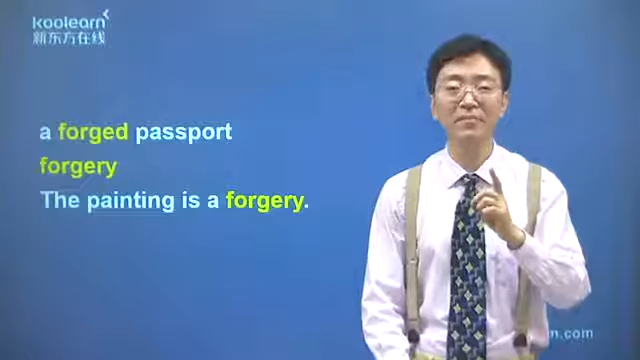 koolearn
新东方在线
a forged passport
forgery
The painting is a forgery.
n.com